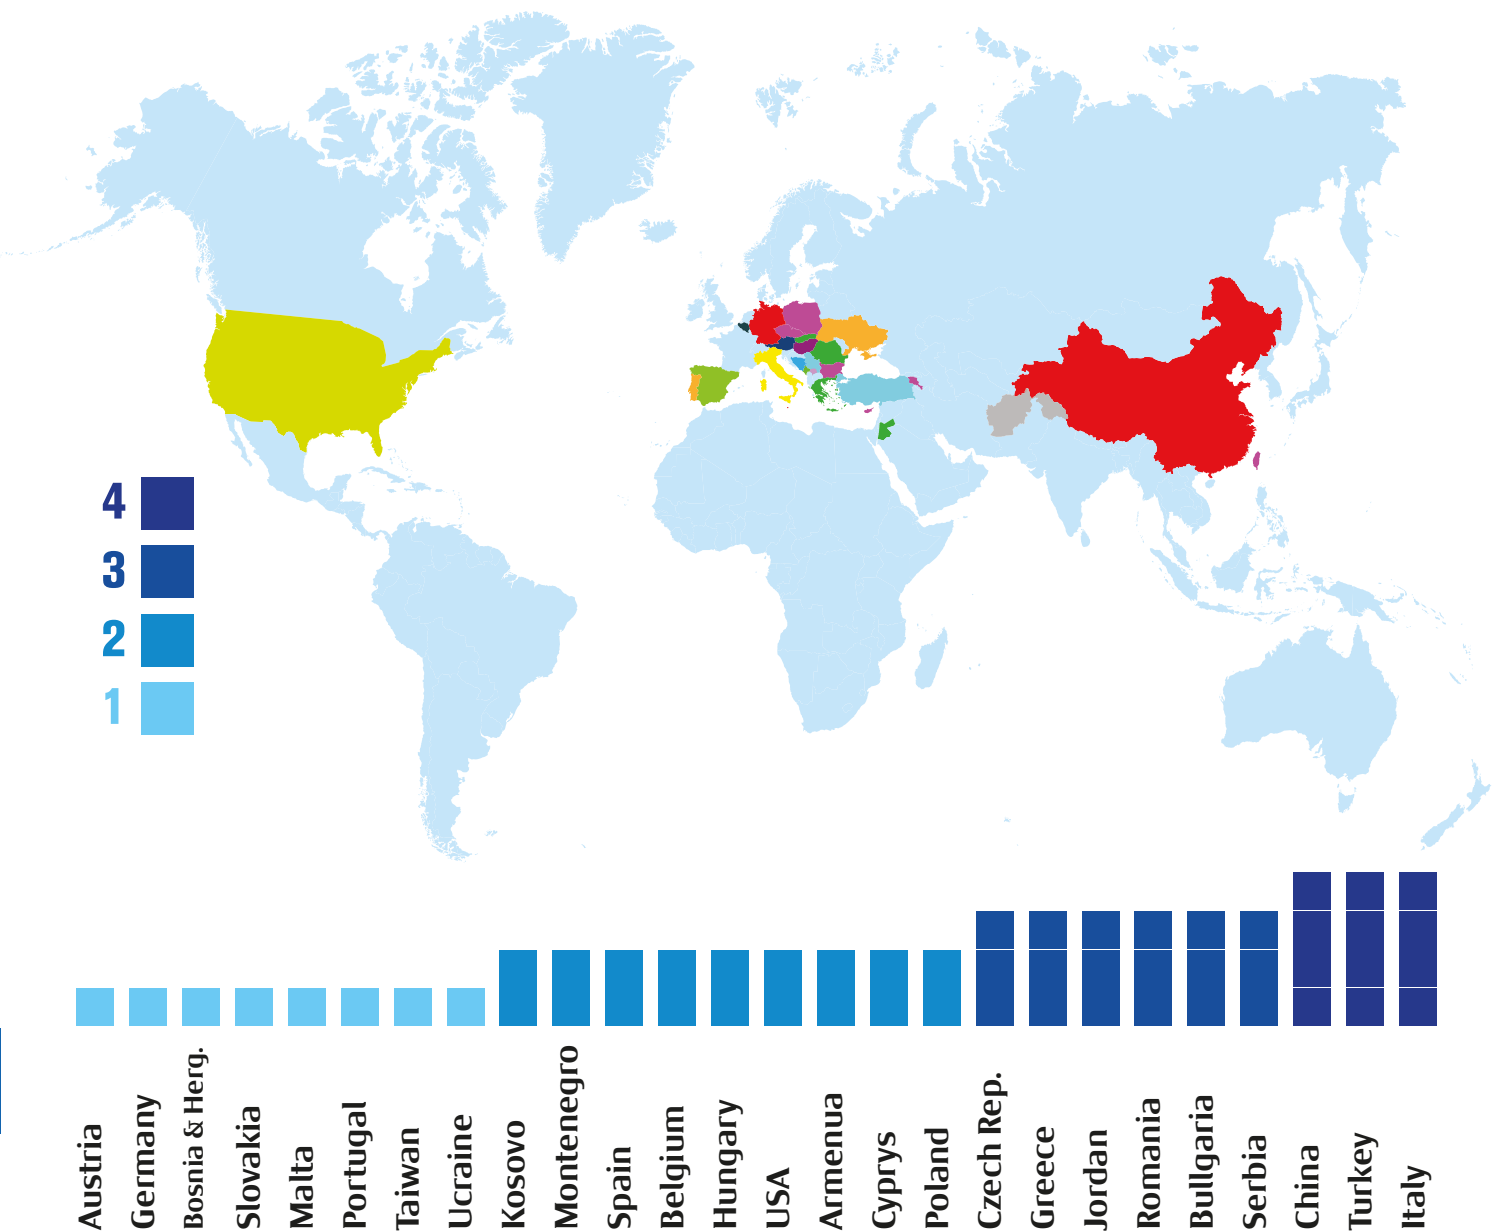 4
3
2
1
Austria
Germany
Bosnia & Herg.
Slovakia
Malta
Portugal
Taiwan
Ucraine
Kosovo
Montenegro
Spain
Belgium
Hungary
USA
Armenua
Cyprys
Poland
Czech Rep.
Greece
Jordan
Romania
Bullgaria
Serbia
China
Turkey
Italy